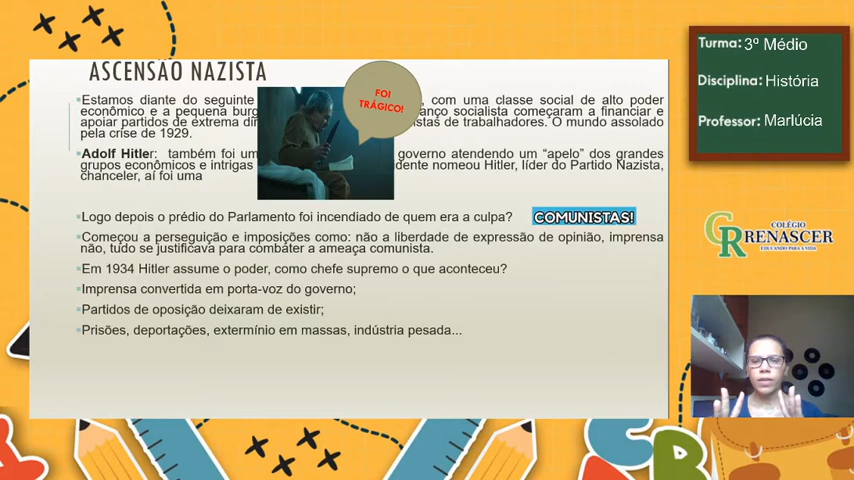 ASCENSÃO NAZISTA
Estamos diante do seguinte , com uma classe social de alto poder
econômico e a pequena burg anço socialista começaram a financiar e
apoiar partidos de extrema di istas de trabalhadores. O mundo assolado
pela crise de 1929.
FOI
TRÁGICO!
Adolf Hitler: também foi um governo atendendo um “apelo” dos grandes
grupos econômicos e intrigas idente nomeou Hitler, líder do Partido Nazista,
chanceler, aí foi uma
Logo depois o prédio do Parlamento foi incendiado de quem era a culpa? COMUNISTAS!
Começou a perseguição e imposições como: não a liberdade de expressão de opinião, imprensa
não, tudo se justificava para combater a ameaça comunista.
Em 1934 Hitler assume o poder, como chefe supremo o que aconteceu?
Imprensa convertida em porta-voz do governo;
Partidos de oposição deixaram de existir;
Prisões, deportações, extermínio em massas, indústria pesada...
Turma: 3º Médio
Disciplina: História
Professor: Marlúcia
CR COLÉGIO
RENASCER
EDUCANDO PARA A VIDA